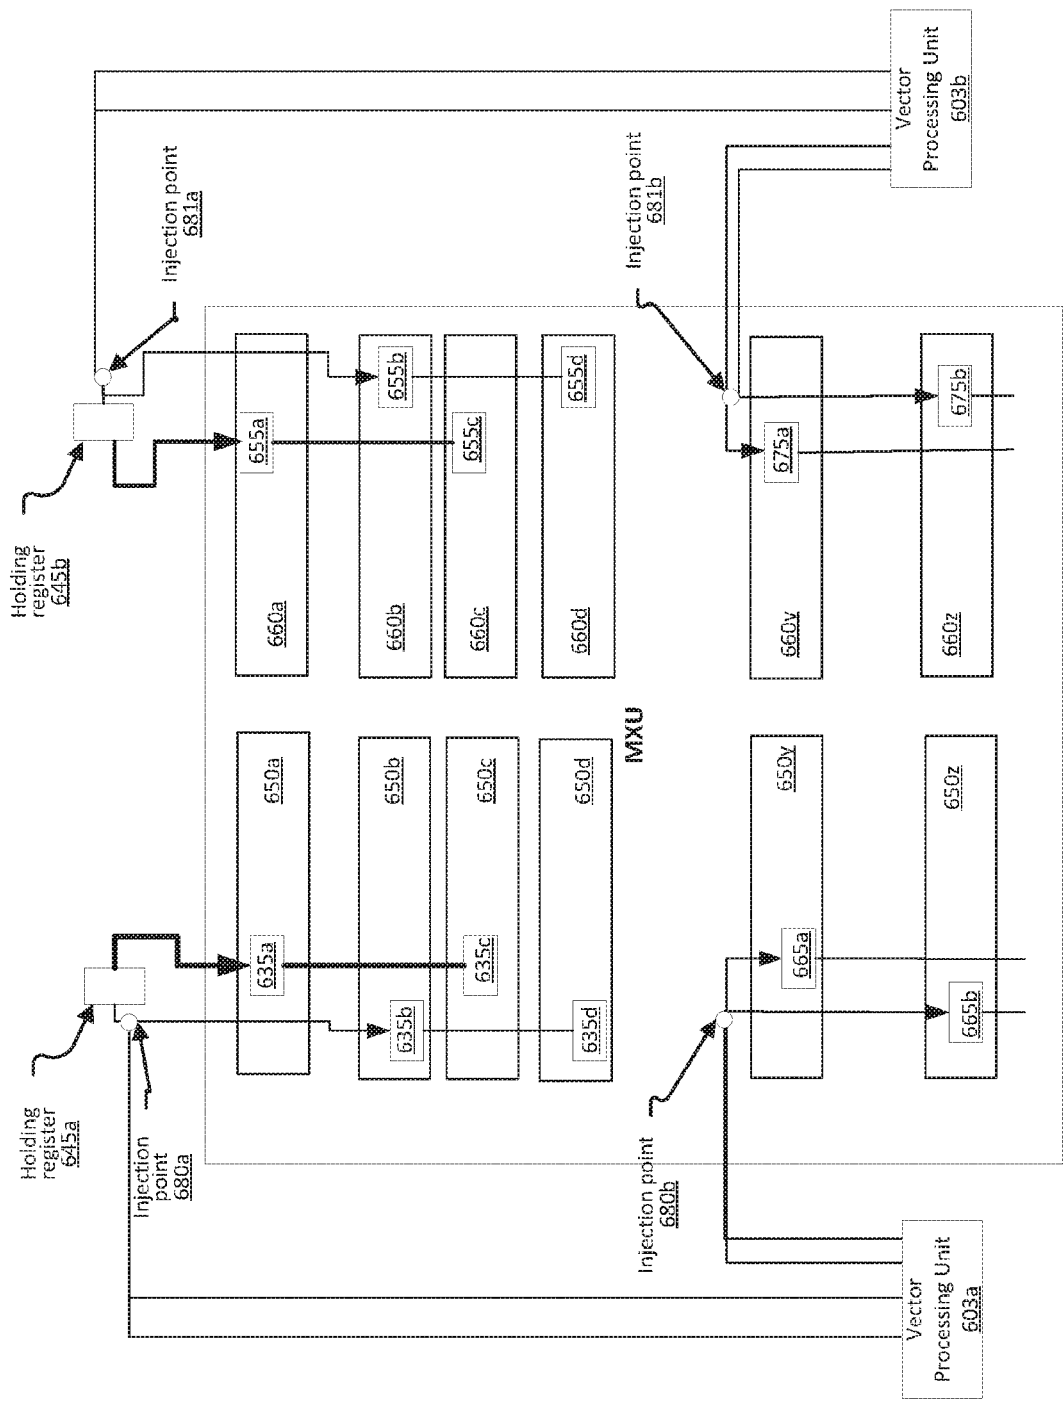 Holding
register
645a
Injection
point
680a
Injection point
680b
Vector
Processing Unit
603a
635a
635b
635c
635d
650a
650b
650c
650d
665a
665b
650y
650z
MXU
Holding
register
645b
Injection point
681a
Injection point
681b
660a
660b
660c
660d
655a
655b
655c
655d
660y
660z
675a
675b
Vector
Processing Unit
603b